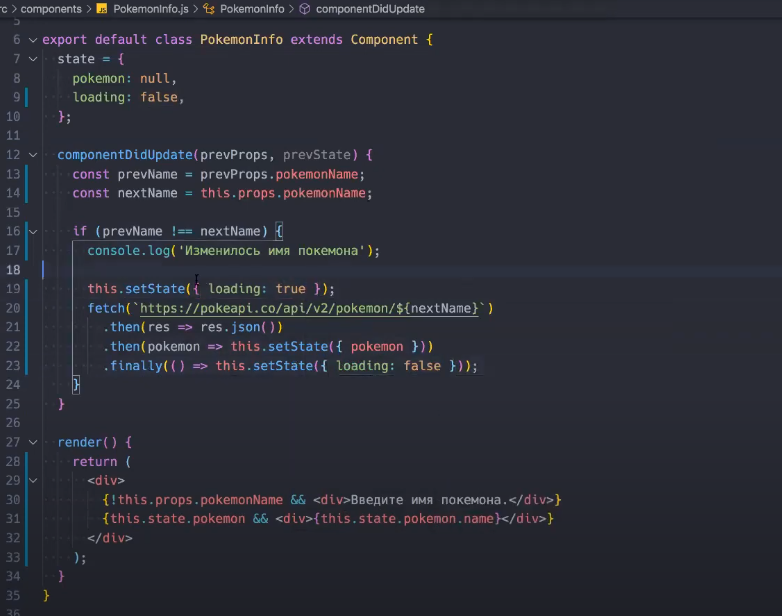 rc > components > JS PokemonInfo.js > PokemonInfo > componentDidUpdate
5
6 export default class PokemonInfo extends Component {
7 state = {
8 pokemon: null,
9 loading: false,
10 };
11
12 componentDidUpdate(prevProps, prevState) {
13 const prevName = prevProps.pokemonName;
14 const nextName = this.props.pokemonName;
15
16 if (prevName !== nextName) {
17 console.log('Изменилось имя покемона');
18
19 this.setState({ loading: true });
20 fetch(`https://pokeapi.co/api/v2/pokemon/${nextName}`)
21 .then(res => res.json())
22 .then(pokemon => this.setState({ pokemon }))
23 .finally(() => this.setState({ loading: false }));
24 }
25 }
26
27 render() {
28 return (
29 <div>
30 {!this.props.pokemonName && <div>Введите имя покемона.</div>}
31 {this.state.pokemon && <div>{this.state.pokemon.name}</div>}
32 </div>
33 );
34 }
35 }
36